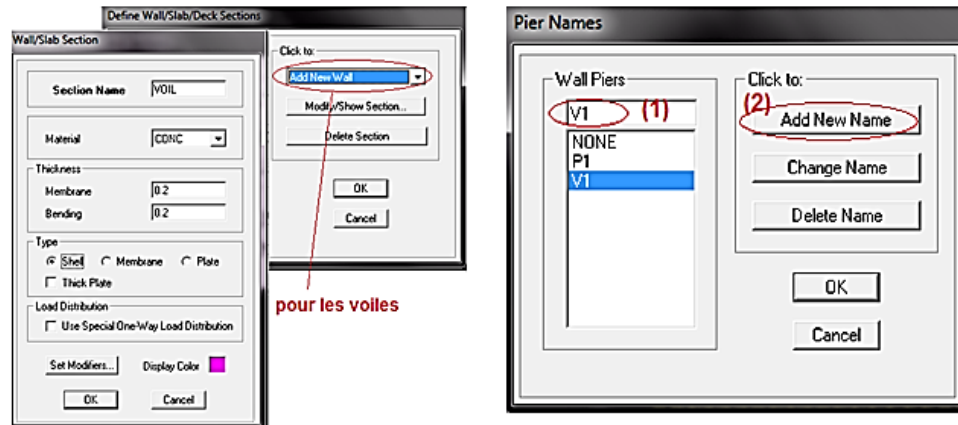 Define Wall/Slab/Deck Sections
Click to:
Add New Wall
Modify/Show Section...
Delete Section
OK
Cancel
pour les voiles
Wall/Slab Section
Section Name VOIL
Material CONC
Thickness
Membrane 0.2
Bending 0.2
Type
Shell Membrane Plate
Thick Plate
Load Distribution
Use Special One-Way Load Distribution
Set Modifiers... Display Color
OK Cancel
Pier Names
Wall Piers
V1 (1)
NONE
P1
V1
Click to:
(2)
Add New Name
Change Name
Delete Name
OK
Cancel